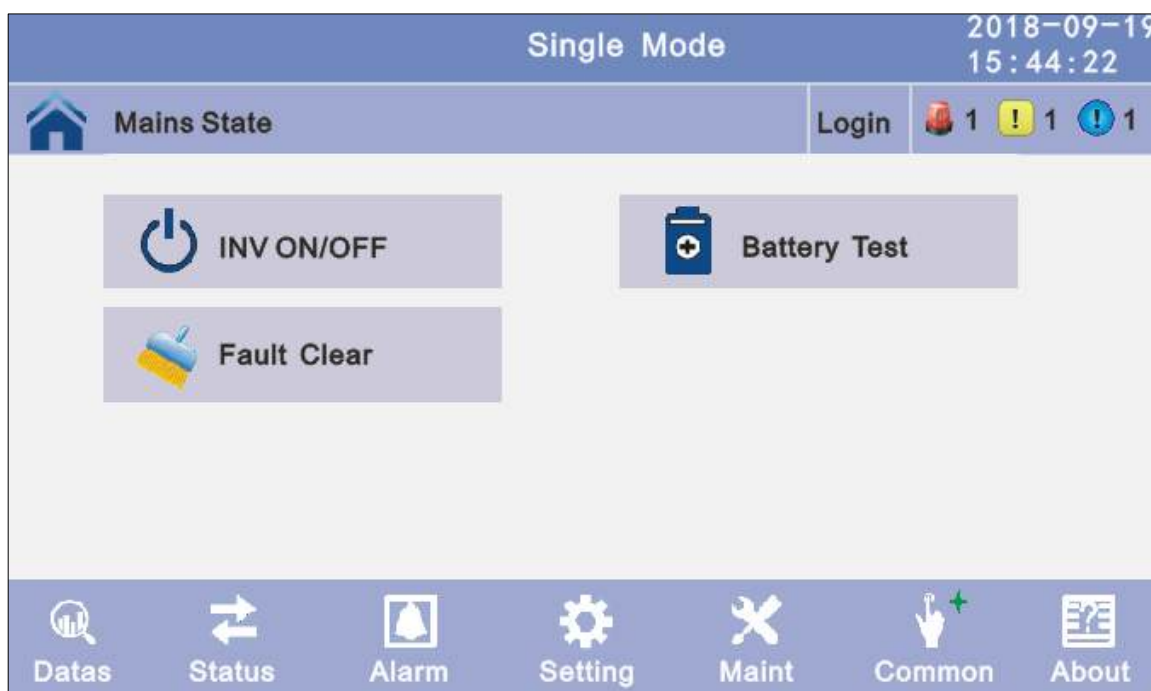 Single Mode
2018-09-19
15:44:22
Mains State
Login
1
! 1
! 1
INV ON/OFF
Battery Test
Fault Clear
Datas
Status
Alarm
Setting
Maint
Common
?
About